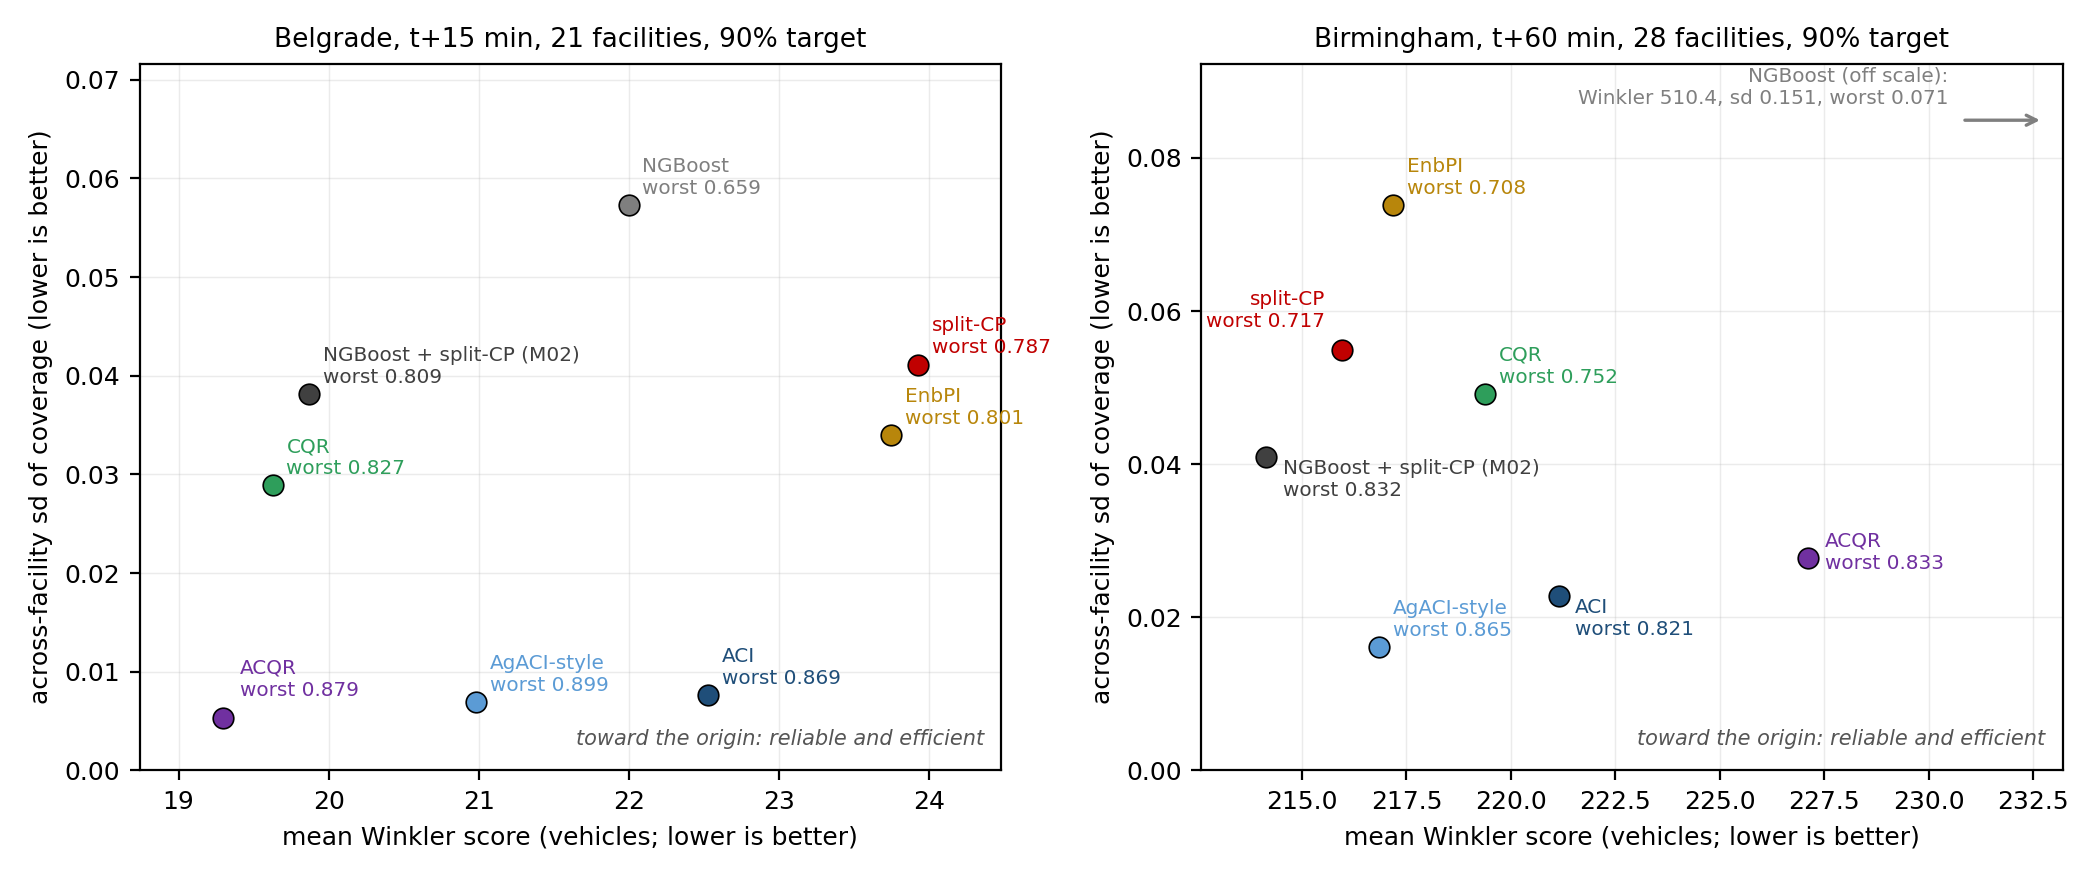 Belgrade, t+15 min, 21 facilities, 90% target
across-facility sd of coverage (lower is better)
0.07
0.06
0.05
0.04
0.03
0.02
0.01
0.00
NGBoost
worst 0.659
split-CP
worst 0.787
NGBoost + split-CP (M02)
worst 0.809
EnbPI
worst 0.801
CQR
worst 0.827
ACQR
worst 0.879
AgACI-style
worst 0.899
ACI
worst 0.869
toward the origin: reliable and efficient
19
20
21
22
23
24
mean Winkler score (vehicles; lower is better)
Birmingham, t+60 min, 28 facilities, 90% target
across-facility sd of coverage (lower is better)
0.08
0.06
0.04
0.02
0.00
NGBoost (off scale):
Winkler 510.4, sd 0.151, worst 0.071
EnbPI
worst 0.708
split-CP
worst 0.717
CQR
worst 0.752
NGBoost + split-CP (M02)
worst 0.832
ACQR
worst 0.833
AgACI-style
worst 0.865
ACI
worst 0.821
toward the origin: reliable and efficient
215.0
217.5
220.0
222.5
225.0
227.5
230.0
232.5
mean Winkler score (vehicles; lower is better)